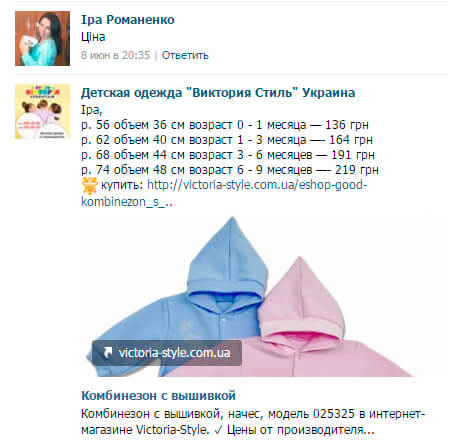 Іра Романенко
Ціна
8 июн в 20:35 | Ответить
Детская одежда "Виктория Стиль" Украина
Іра,
р. 56 объем 36 см возраст 0 - 1 месяца — 136 грн
р. 62 объем 40 см возраст 1 - 3 месяца —- 164 грн
р. 68 объем 44 см возраст 3 - 6 месяцев — 191 грн
р. 74 объем 48 см возраст 6 - 9 месяцев —- 219 грн
купить: http://victoria-style.com.ua/eshop-good-
kombinezon_s_..
victoria-style.com.ua
Комбинезон с вышивкой
Комбинезон с вышивкой, начес, модель 025325 в интернет-
магазине Victoria-Style. ✓ Цены от производителя...